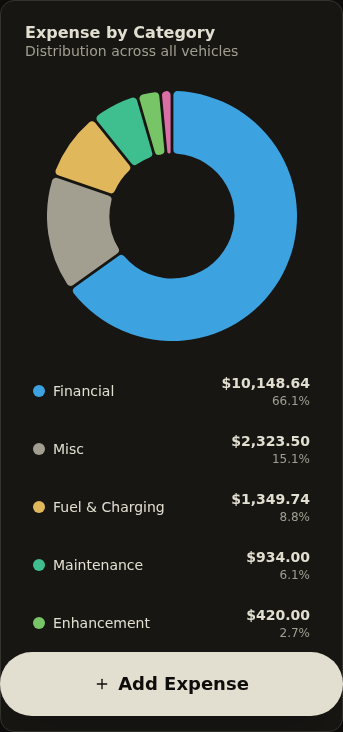 Expense by Category
Distribution across all vehicles
Financial $10,148.64
66.1%
Misc $2,323.50
15.1%
Fuel & Charging $1,349.74
8.8%
Maintenance $934.00
6.1%
Enhancement $420.00
2.7%
+ Add Expense